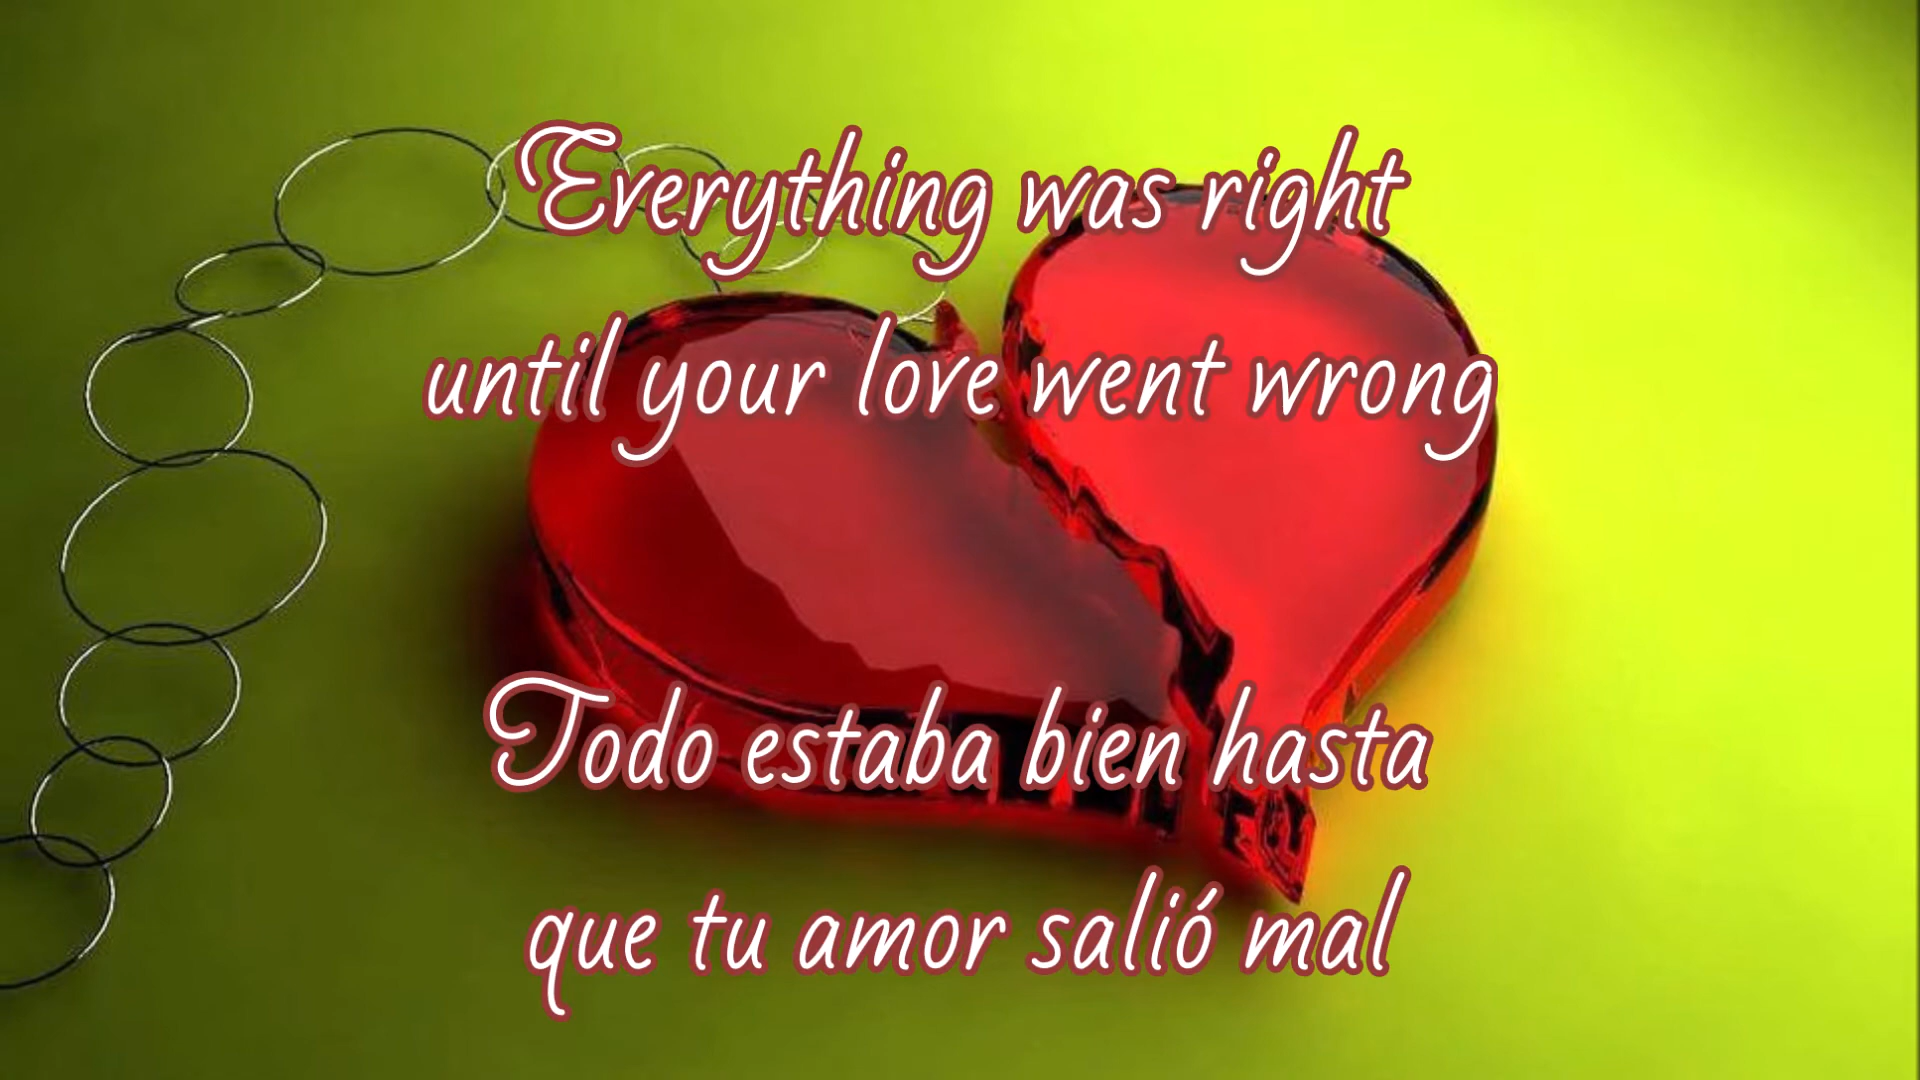 Everything was right
until your love went wrong
Todo estaba bien hasta
que tu amor salió mal